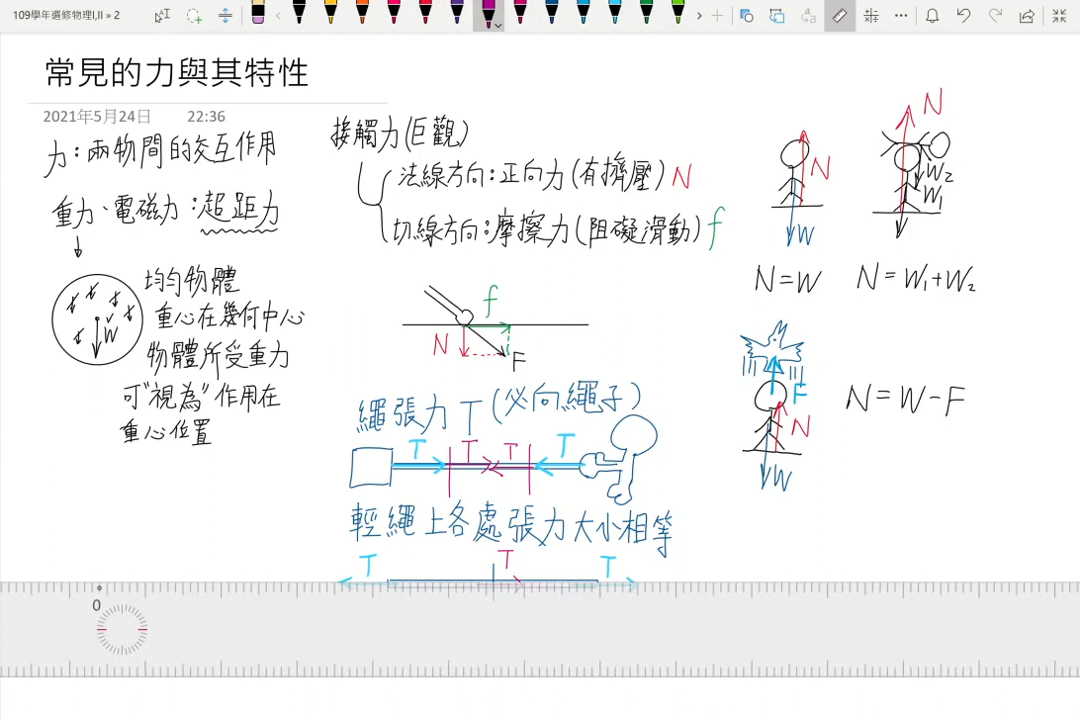 109學年選修物理I,II » 2
常見的力與其特性
2021年5月24日 22:36
力:兩物間的交互作用
重力、電磁力:超距力
W
均勻物體
重心在幾何中心
物體所受重力
可"視為"作用在
重心位置
接觸力(巨觀)
法線方向:正向力(有擠壓) N
切線方向:摩擦力(阻礙滑動) f
f
N
F
繩張力 T (必向繩子)
T T T T
輕繩上各處張力大小相等
T T T
N
W
N=W
N
W2
W1
N=W1+W2
F
N
W
N=W-F
0